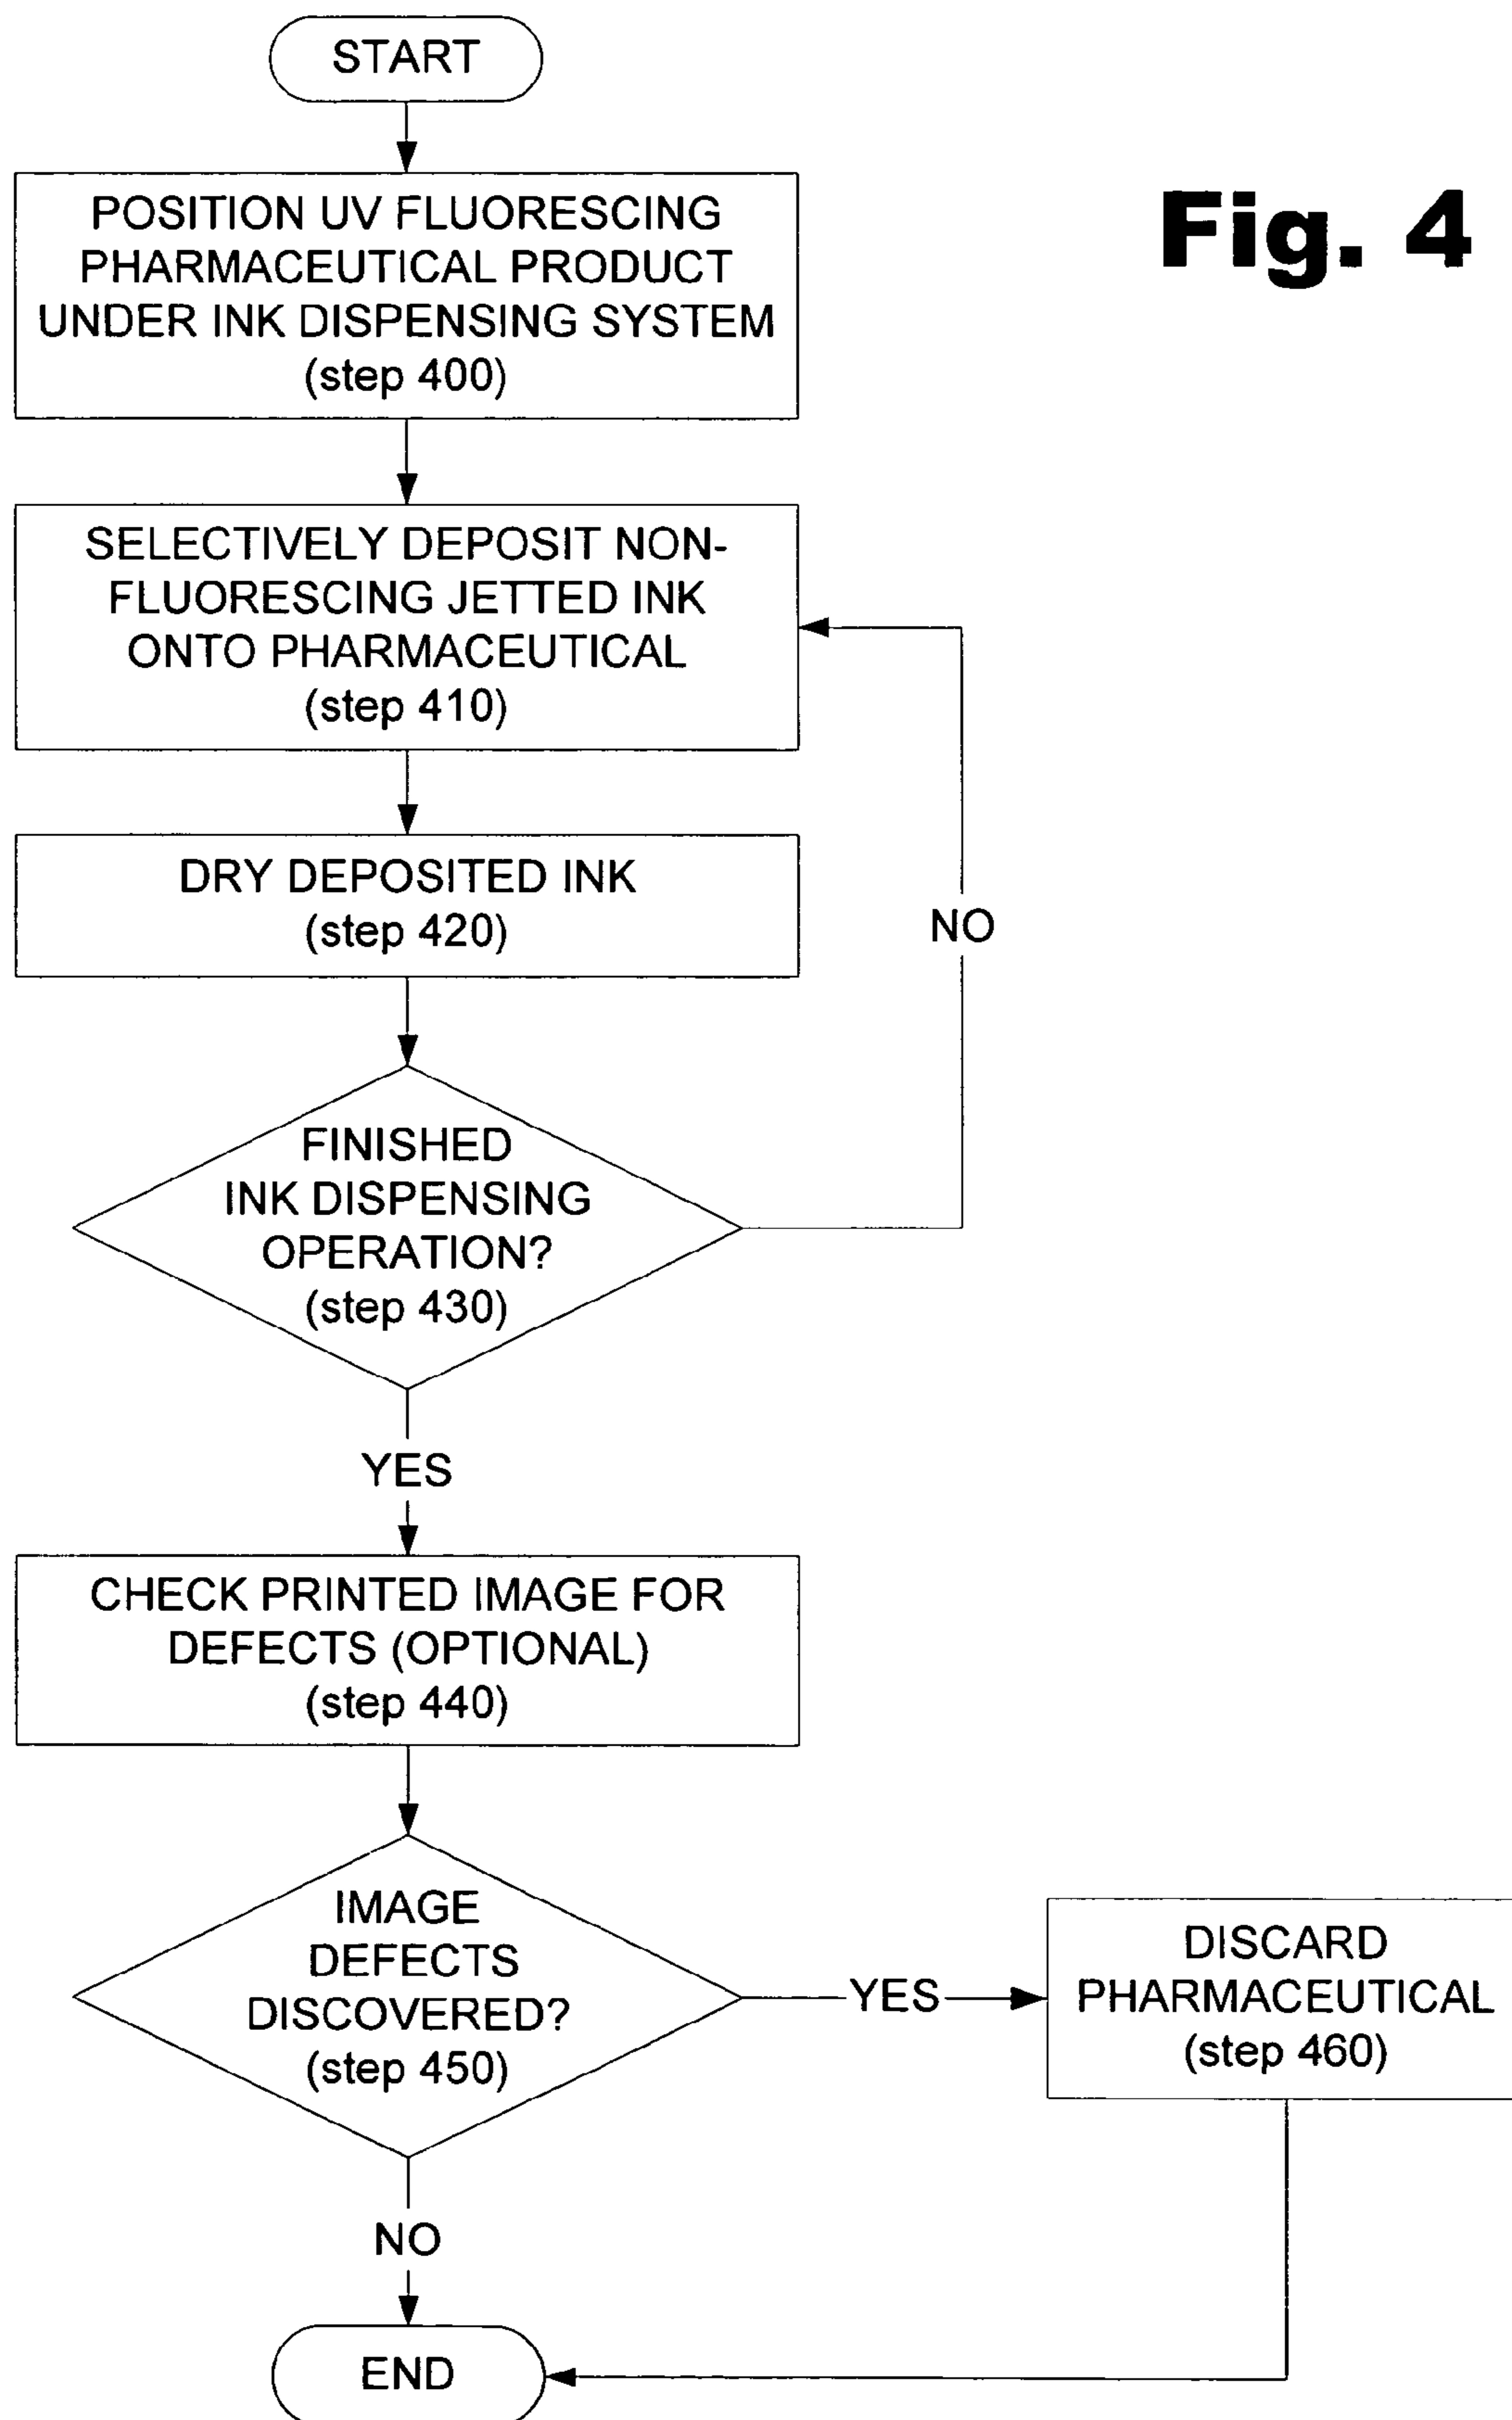 START
Fig. 4
POSITION UV FLUORESCING
PHARMACEUTICAL PRODUCT
UNDER INK DISPENSING SYSTEM
(step 400)
SELECTIVELY DEPOSIT NON-
FLUORESCING JETTED INK
ONTO PHARMACEUTICAL
(step 410)
DRY DEPOSITED INK
(step 420)
NO
FINISHED
INK DISPENSING
OPERATION?
(step 430)
YES
CHECK PRINTED IMAGE FOR
DEFECTS (OPTIONAL)
(step 440)
IMAGE
DEFECTS
DISCOVERED?
(step 450)
YES
DISCARD
PHARMACEUTICAL
(step 460)
NO
END